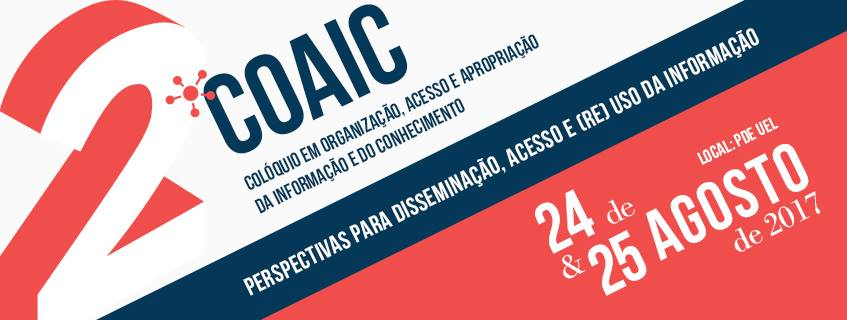 2º COAIC
COLÓQUIO EM ORGANIZAÇÃO, ACESSO E APROPRIAÇÃO
DA INFORMAÇÃO E DO CONHECIMENTO
PERSPECTIVAS PARA DISSEMINAÇÃO, ACESSO E (RE) USO DA INFORMAÇÃO
LOCAL: PDE UEL
24 de
& 25 AGOSTO
de 2017